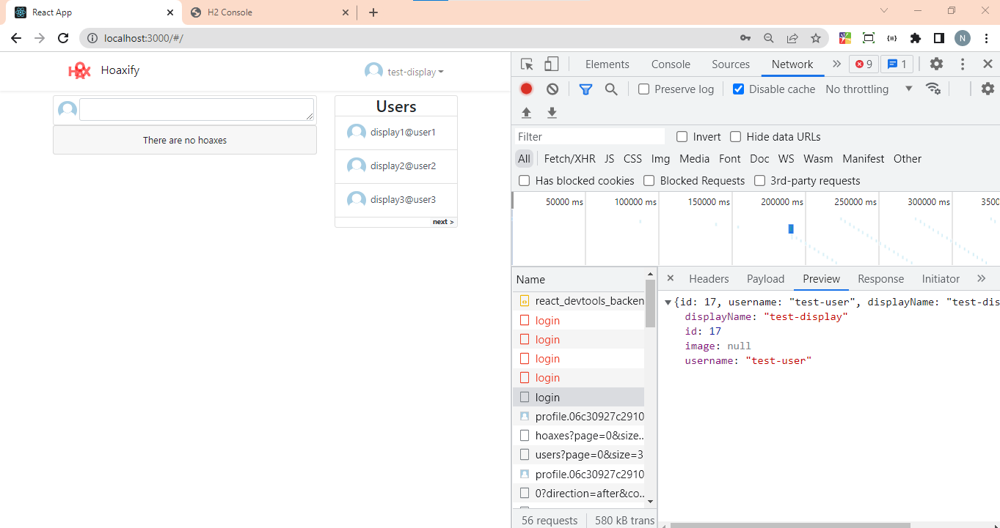 React App
H2 Console
localhost:3000/#/
N
Hoaxify
test-display
There are no hoaxes
Users
display1@user1
display2@user2
display3@user3
next >
Elements Console Sources Network 9 1
Preserve log Disable cache No throttling
Filter
Invert Hide data URLs
All Fetch/XHR JS CSS Img Media Font Doc WS Wasm Manifest Other
Has blocked cookies Blocked Requests 3rd-party requests
50000 ms 100000 ms 150000 ms 200000 ms 250000 ms 300000 ms 3500
Name
react_devtools_backen
login
login
login
login
login
profile.06c30927c2910
hoaxes?page=0&size...
users?page=0&size=3
profile.06c30927c2910
0?direction=after&co...
56 requests 580 kB trans
Headers Payload Preview Response Initiator
{id: 17, username: "test-user", displayName: "test-dis
displayName: "test-display"
id: 17
image: null
username: "test-user"